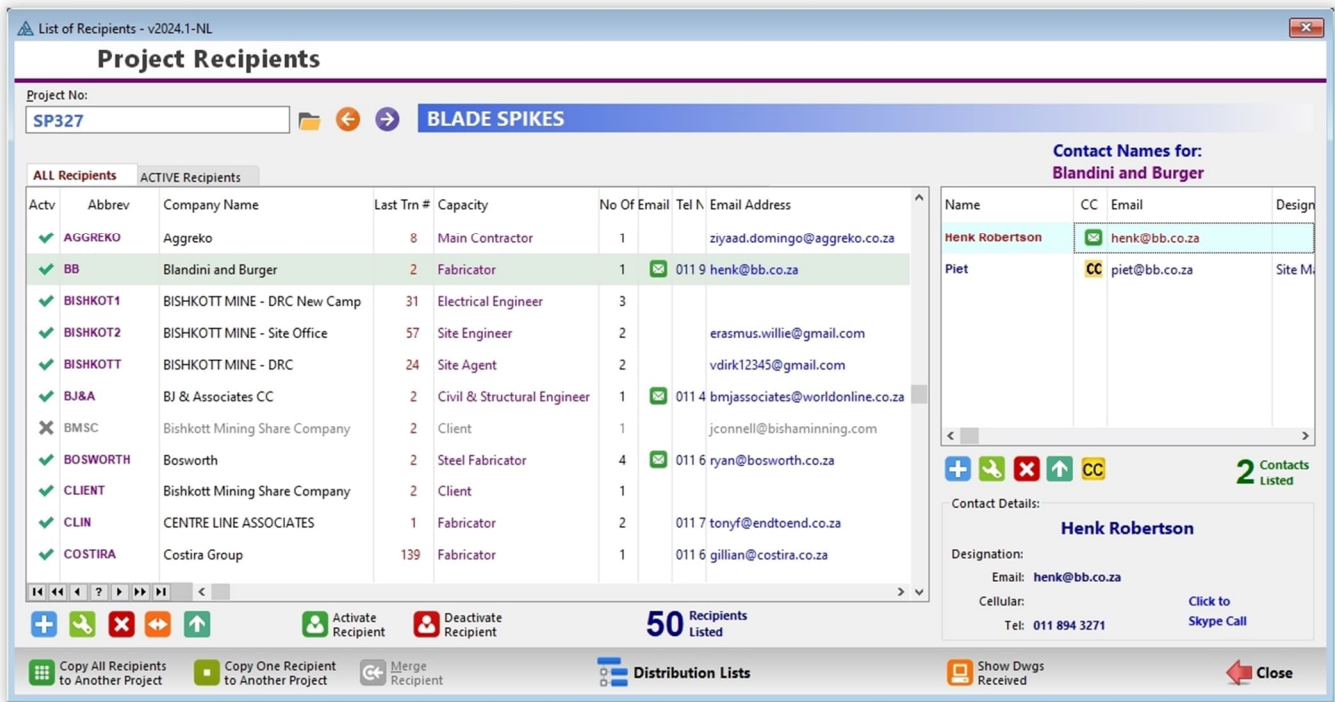 List of Recipients - v2024.1-NL
Project Recipients
Project No:
SP327
BLADE SPIKES
ALL Recipients
ACTIVE Recipients
Actv Abbrev Company Name Last Trn # Capacity No Of Email Tel N Email Address
AGGREKO Aggreko 8 Main Contractor 1 ziyaad.domingo@aggreko.co.za
BB Blandini and Burger 2 Fabricator 1 011 9 henk@bb.co.za
BISHKOT1 BISHKOTT MINE - DRC New Camp 31 Electrical Engineer 3
BISHKOT2 BISHKOTT MINE - Site Office 57 Site Engineer 2 erasmus.willie@gmail.com
BISHKOTT BISHKOTT MINE - DRC 24 Site Agent 2 vdirk12345@gmail.com
BJ&A BJ & Associates CC 2 Civil & Structural Engineer 1 011 4 bmjassociates@worldonline.co.za
BMSC Bishkott Mining Share Company 2 Client 1 jconnell@bishaminning.com
BOSWORTH Bosworth 2 Steel Fabricator 4 011 6 ryan@bosworth.co.za
CLIENT Bishkott Mining Share Company 2 Client 1
CLIN CENTRE LINE ASSOCIATES 1 Fabricator 2 011 7 tonyf@endtoend.co.za
COSTIRA Costira Group 139 Fabricator 1 011 6 gillian@costira.co.za
?
Activate
Recipient
Deactivate
Recipient
50 Recipients
Listed
Contact Names for:
Blandini and Burger
Name CC Email Design
Henk Robertson henk@bb.co.za
Piet CC piet@bb.co.za Site Ma
CC
2 Contacts
Listed
Contact Details:
Henk Robertson
Designation:
Email: henk@bb.co.za
Cellular:
Tel: 011 894 3271
Click to
Skype Call
Copy All Recipients
to Another Project
Copy One Recipient
to Another Project
Merge
Recipient
Distribution Lists
Show Dwgs
Received
Close